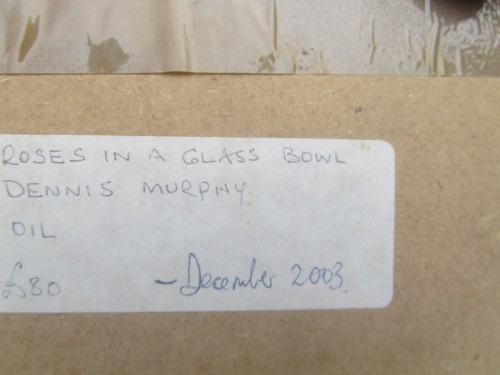 ROSES IN A GLASS BOWL
DENNIS MURPHY.
OIL
£80 - December 2003.